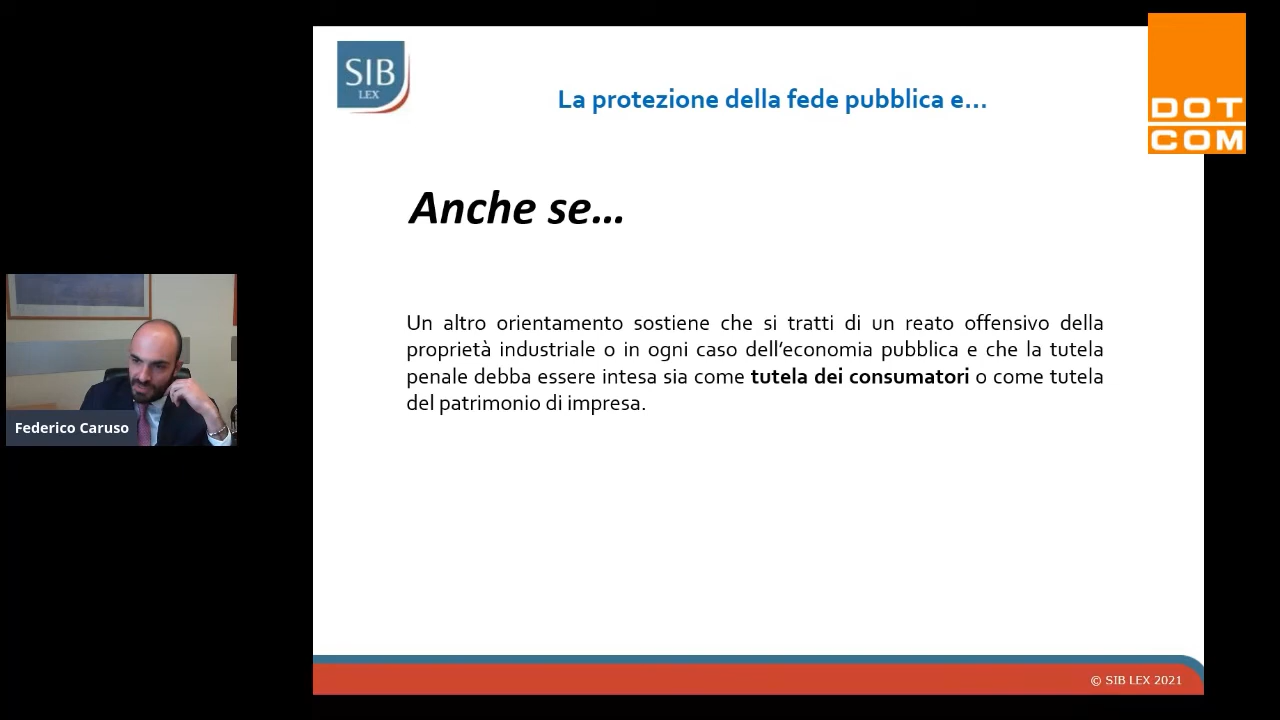 SIB
LEX
La protezione della fede pubblica e...
DOT
COM
Anche se...
Un altro orientamento sostiene che si tratti di un reato offensivo della
proprietà industriale o in ogni caso dell'economia pubblica e che la tutela
penale debba essere intesa sia come tutela dei consumatori o come tutela
del patrimonio di impresa.
Federico Caruso
© SIB LEX 2021